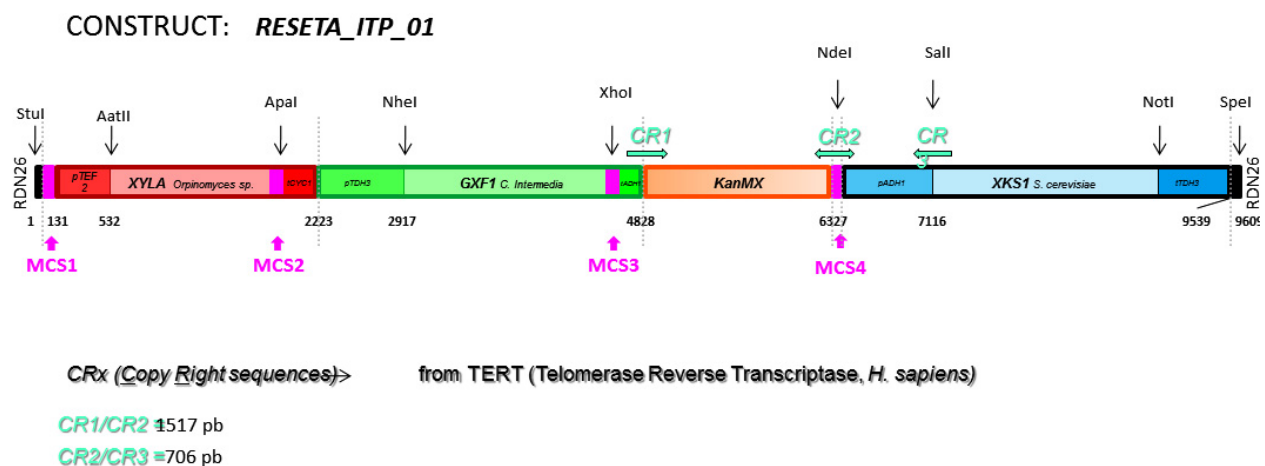 CONSTRUCT: RESETA_ITP_01
NdeI SalI
XhoI
StuI AatII ApaI NheI NotI SpeI
CR1 CR2 CR
3
RDN26 pTEF
2 XYLA Orpinomyces sp. tCYC1 pTDH3 GXF1 C. Intermedia tADH1 KanMX pADH1 XKS1 S. cerevisiae tTDH3 RDN26
1 131 532 2223 2917 4828 6327 7116 9539 9609
MCS1 MCS2 MCS3 MCS4
CRx (Copy Right sequences) from TERT (Telomerase Reverse Transcriptase, H. sapiens)
CR1/CR2 =1517 pb
CR2/CR3 =706 pb